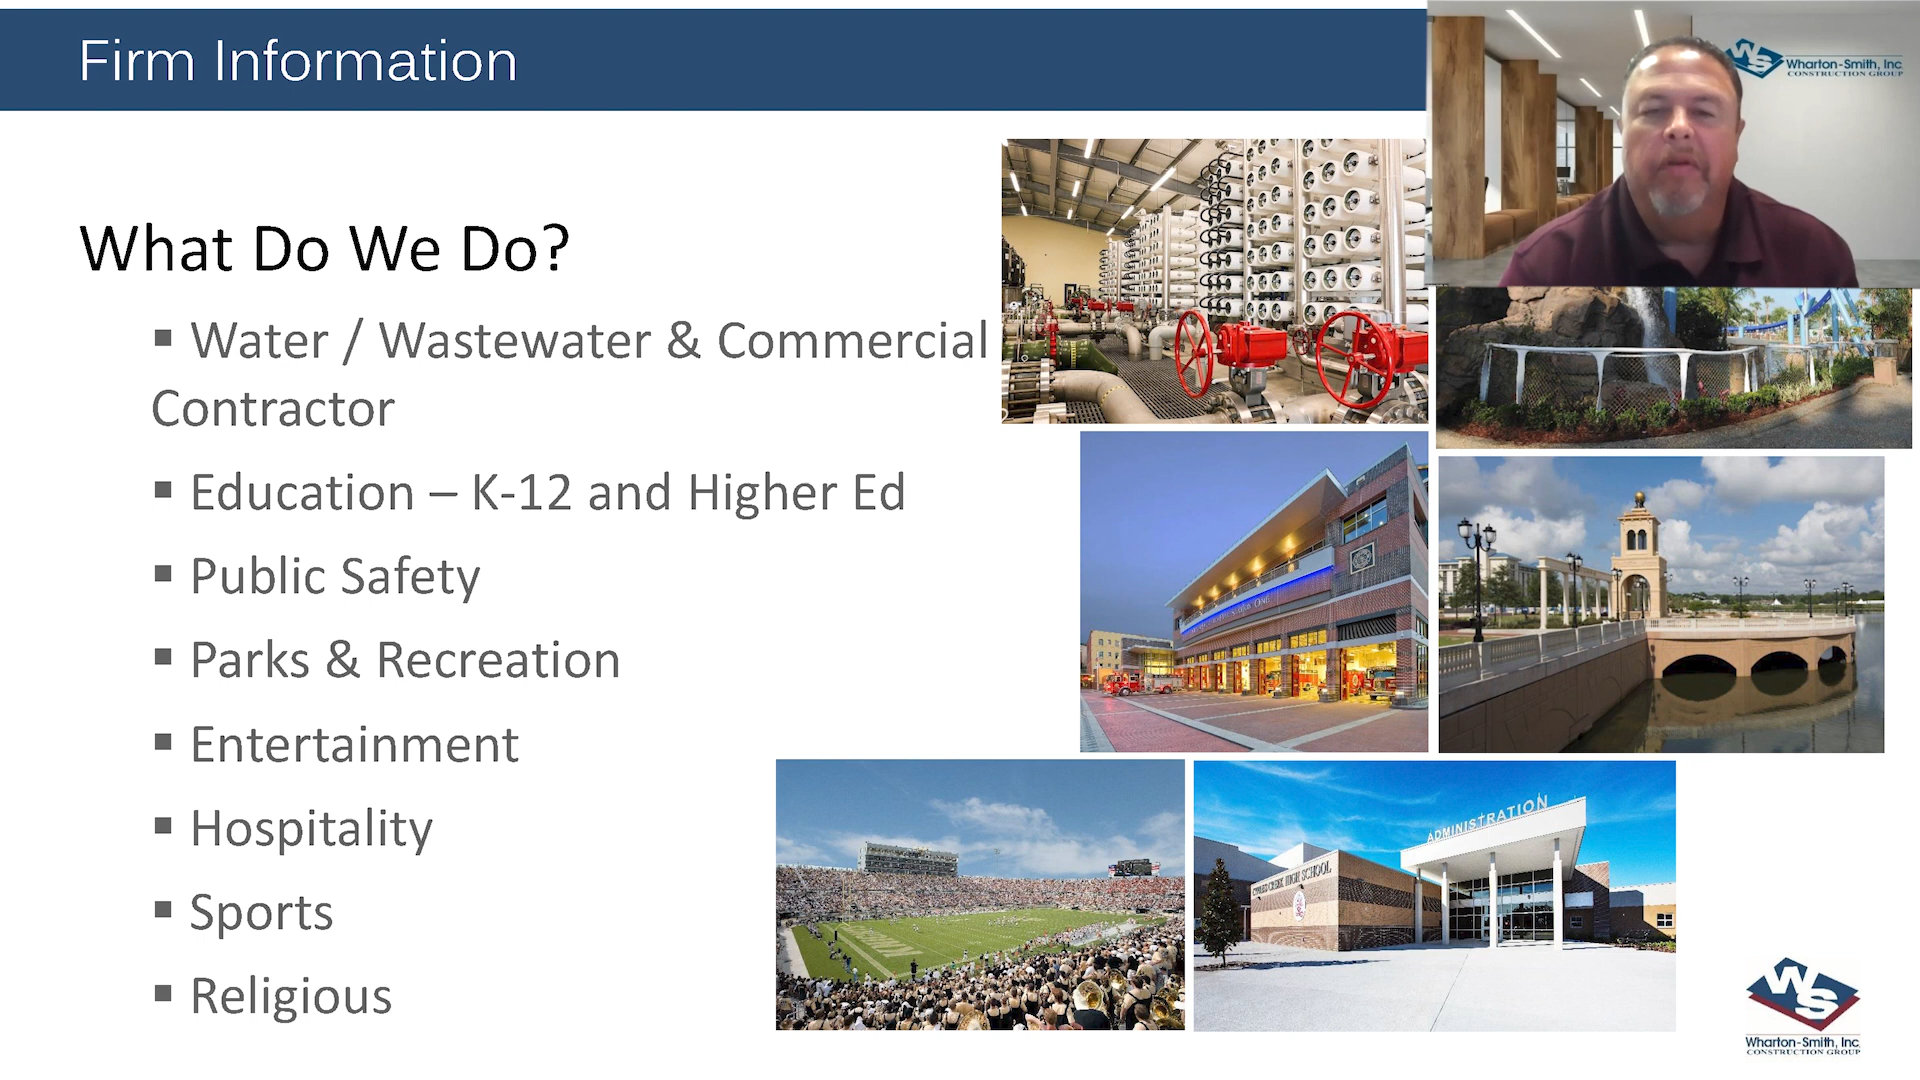 Firm Information
Wharton-Smith, Inc.
CONSTRUCTION GROUP
What Do We Do?
▪ Water / Wastewater & Commercial
Contractor
▪ Education – K-12 and Higher Ed
▪ Public Safety
▪ Parks & Recreation
▪ Entertainment
▪ Hospitality
▪ Sports
▪ Religious
ADMINISTRATION
CYPRESS CREEK HIGH SCHOOL
WS
Wharton-Smith, Inc.
CONSTRUCTION GROUP